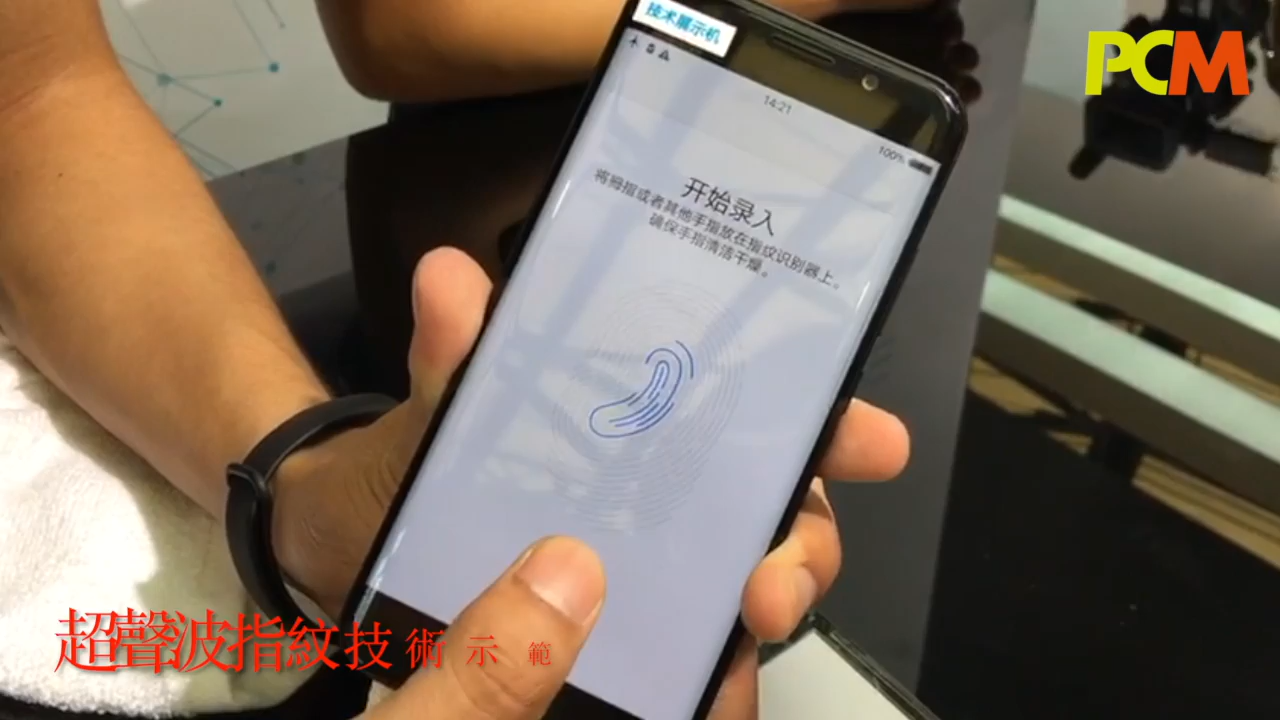 技术展示机
PCM
14:21
100%
开始录入
将拇指或者其他手指放在指纹识别器上。
确保手指清洁干燥。
超聲波指紋技術示範